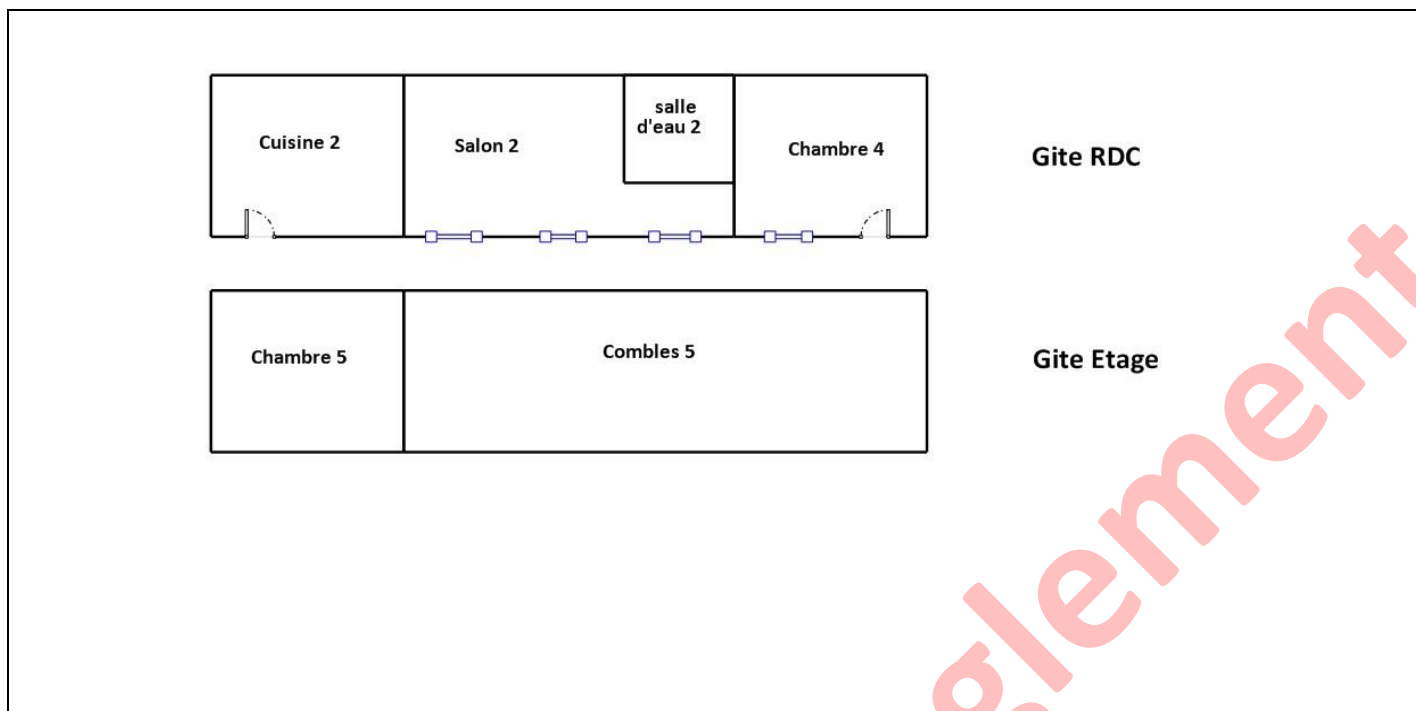 Cuisine 2
Salon 2
salle
d'eau 2
Chambre 4
Gite RDC
Chambre 5
Combles 5
Gite Etage
glement